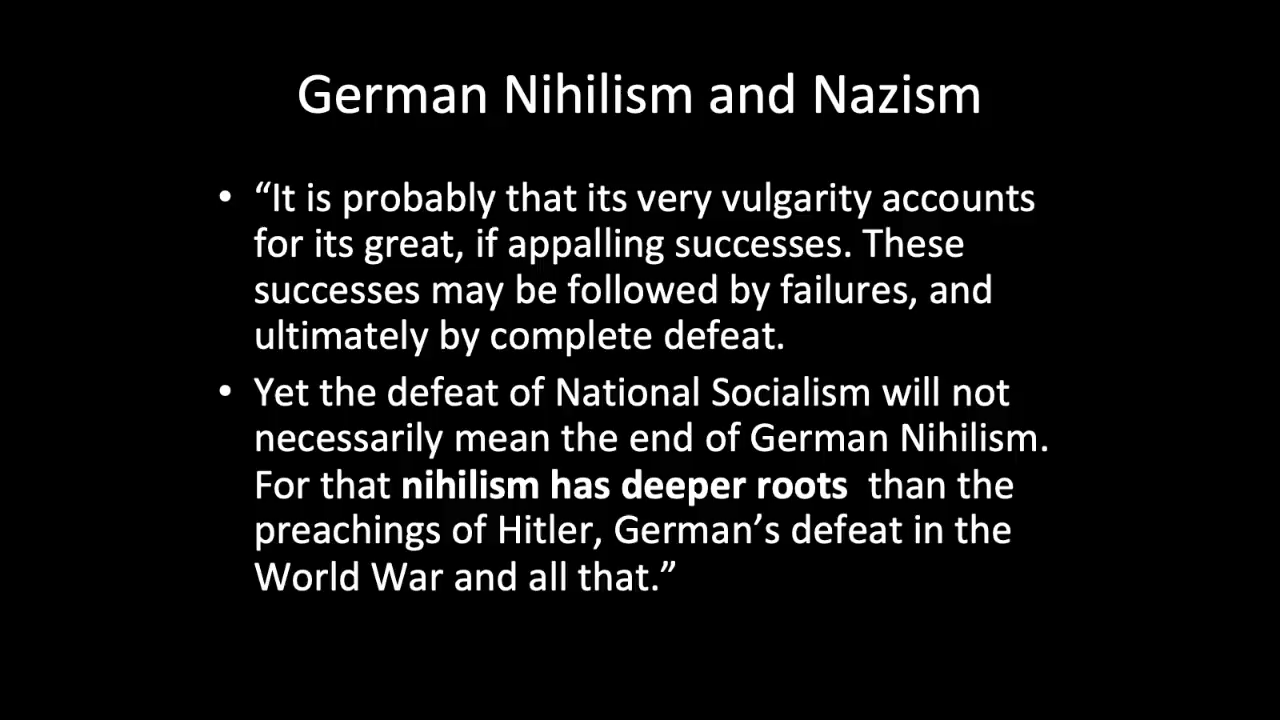 German Nihilism and Nazism
• “It is probably that its very vulgarity accounts
for its great, if appalling successes. These
successes may be followed by failures, and
ultimately by complete defeat.
• Yet the defeat of National Socialism will not
necessarily mean the end of German Nihilism.
For that nihilism has deeper roots than the
preachings of Hitler, German’s defeat in the
World War and all that.”